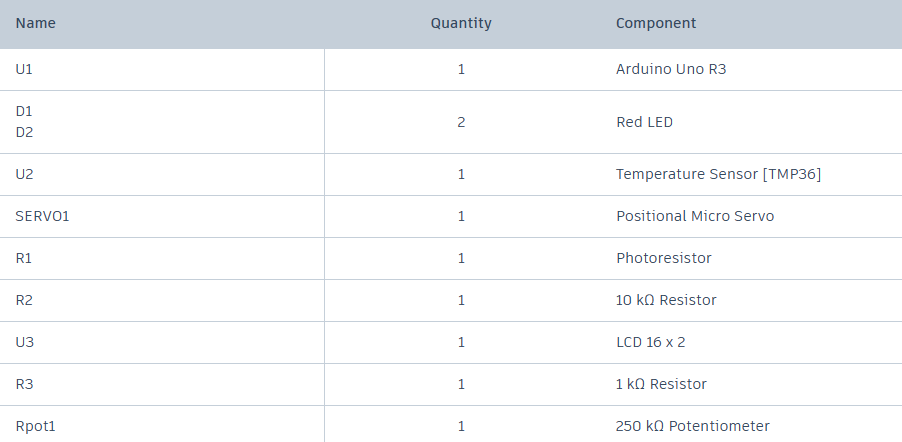 Name Quantity Component
U1 1 Arduino Uno R3
D1
D2 2 Red LED
U2 1 Temperature Sensor [TMP36]
SERVO1 1 Positional Micro Servo
R1 1 Photoresistor
R2 1 10 kΩ Resistor
U3 1 LCD 16 x 2
R3 1 1 kΩ Resistor
Rpot1 1 250 kΩ Potentiometer